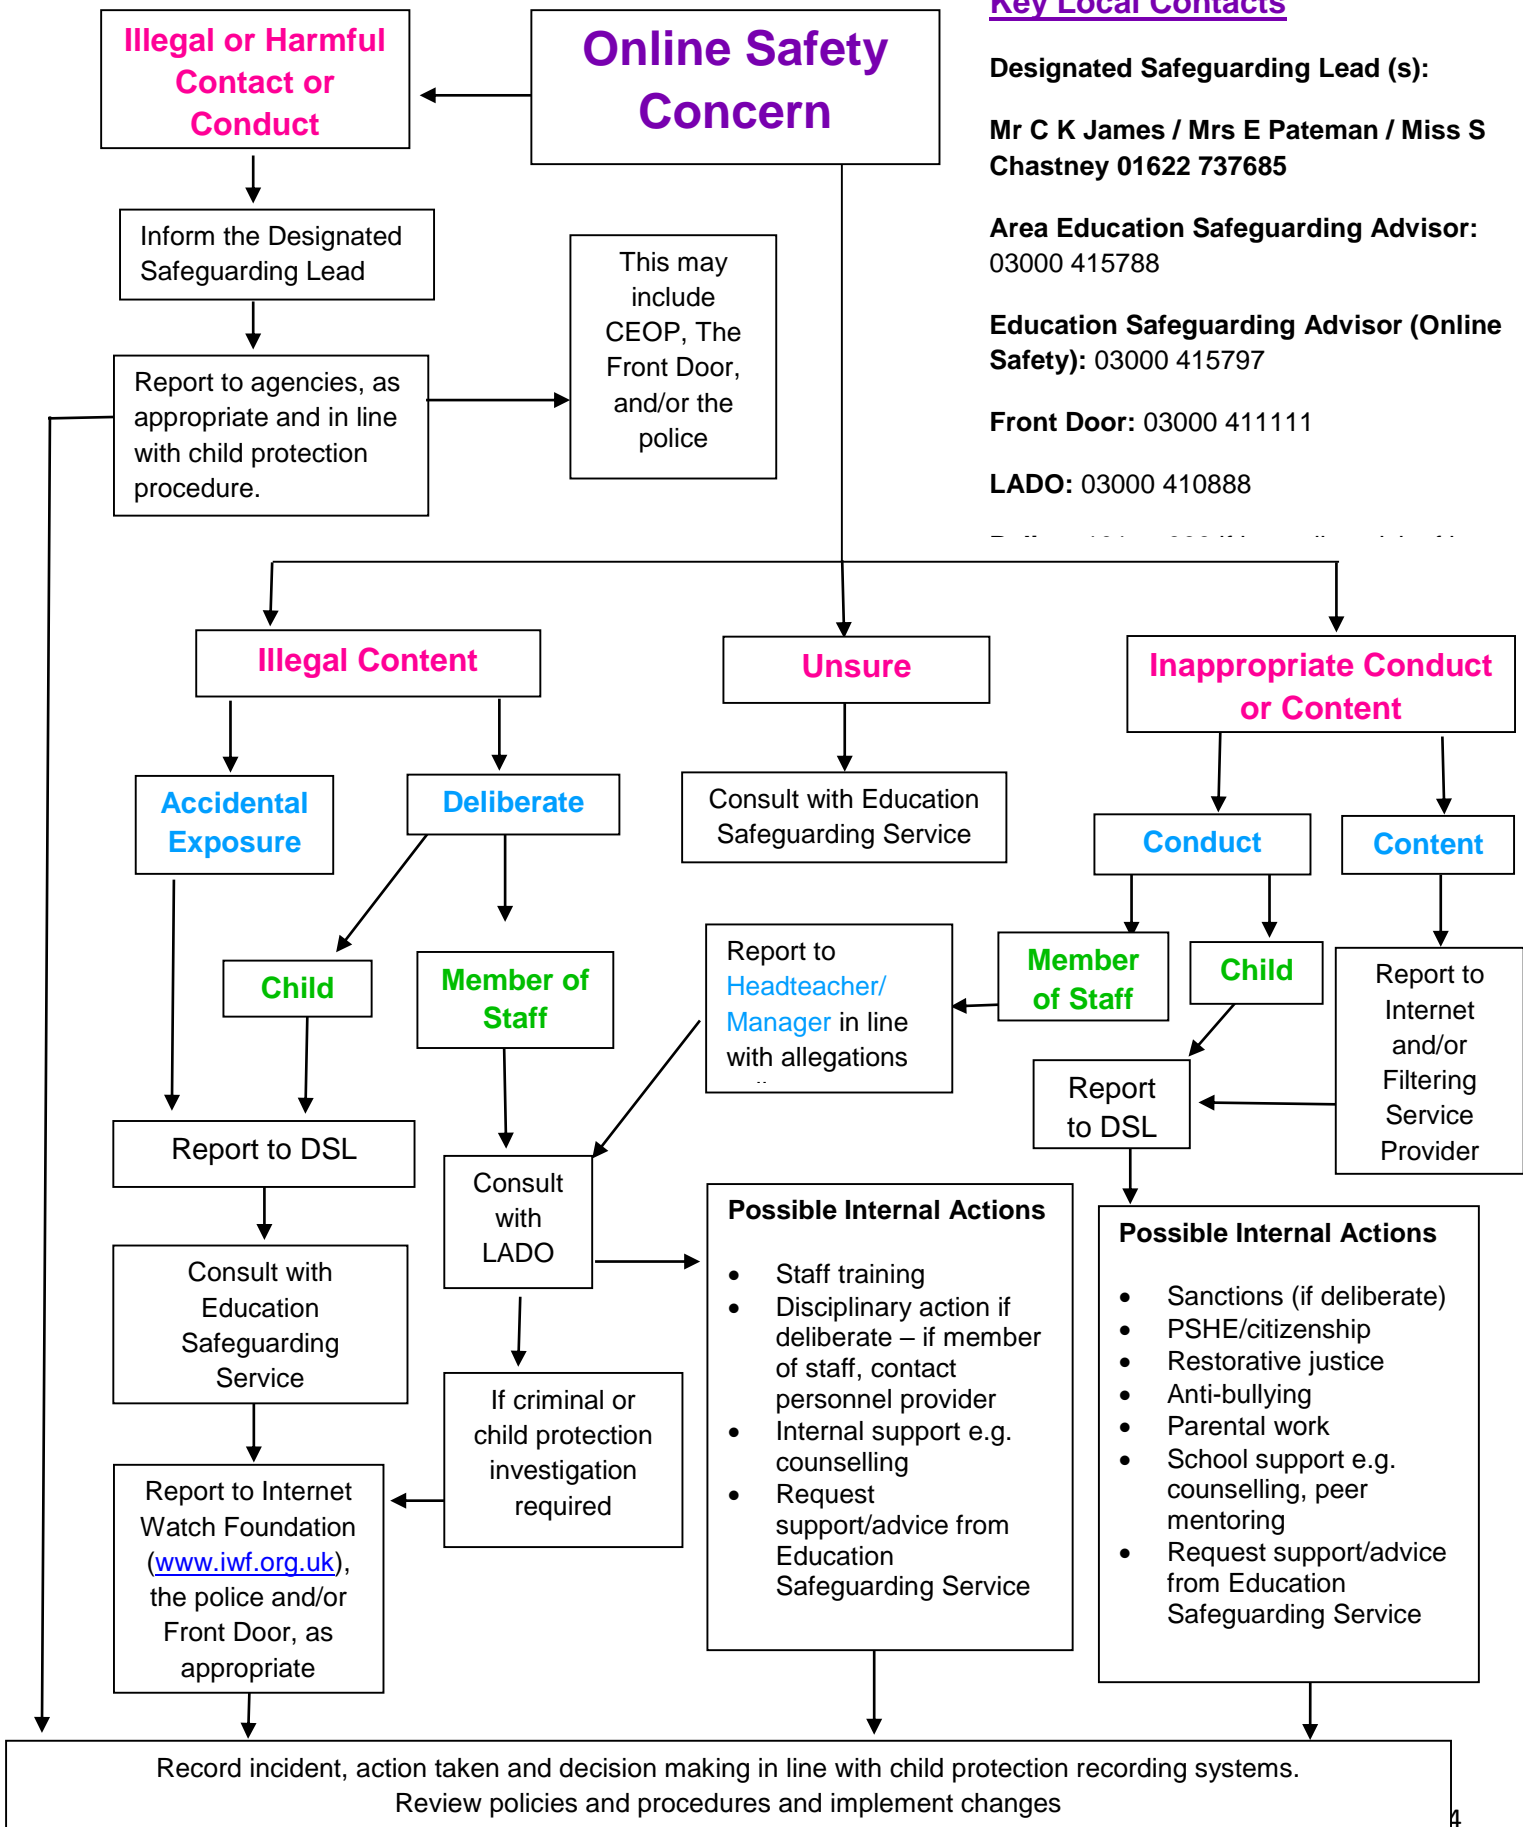 Key Local Contacts
Illegal or Harmful
Contact or
Conduct
Online Safety
Concern
Designated Safeguarding Lead (s):
Mr C K James / Mrs E Pateman / Miss S
Chastney 01622 737685
Area Education Safeguarding Advisor:
03000 415788
Education Safeguarding Advisor (Online
Safety): 03000 415797
Front Door: 03000 411111
LADO: 03000 410888
Inform the Designated
Safeguarding Lead
This may
include
CEOP, The
Front Door,
and/or the
police
Report to agencies, as
appropriate and in line
with child protection
procedure.
Illegal Content
Unsure
Inappropriate Conduct
or Content
Accidental
Exposure
Deliberate
Consult with Education
Safeguarding Service
Conduct
Content
Child
Member of
Staff
Report to
Headteacher/
Manager in line
with allegations
Member
of Staff
Child
Report to
Internet
and/or
Filtering
Service
Provider
Report to DSL
Consult
with
LADO
Report
to DSL
Consult with
Education
Safeguarding
Service
If criminal or
child protection
investigation
required
Report to Internet
Watch Foundation
(www.iwf.org.uk),
the police and/or
Front Door, as
appropriate
Possible Internal Actions
• Staff training
• Disciplinary action if
deliberate – if member
of staff, contact
personnel provider
• Internal support e.g.
counselling
• Request
support/advice from
Education
Safeguarding Service
Possible Internal Actions
• Sanctions (if deliberate)
• PSHE/citizenship
• Restorative justice
• Anti-bullying
• Parental work
• School support e.g.
counselling, peer
mentoring
• Request support/advice
from Education
Safeguarding Service
Record incident, action taken and decision making in line with child protection recording systems.
Review policies and procedures and implement changes
4